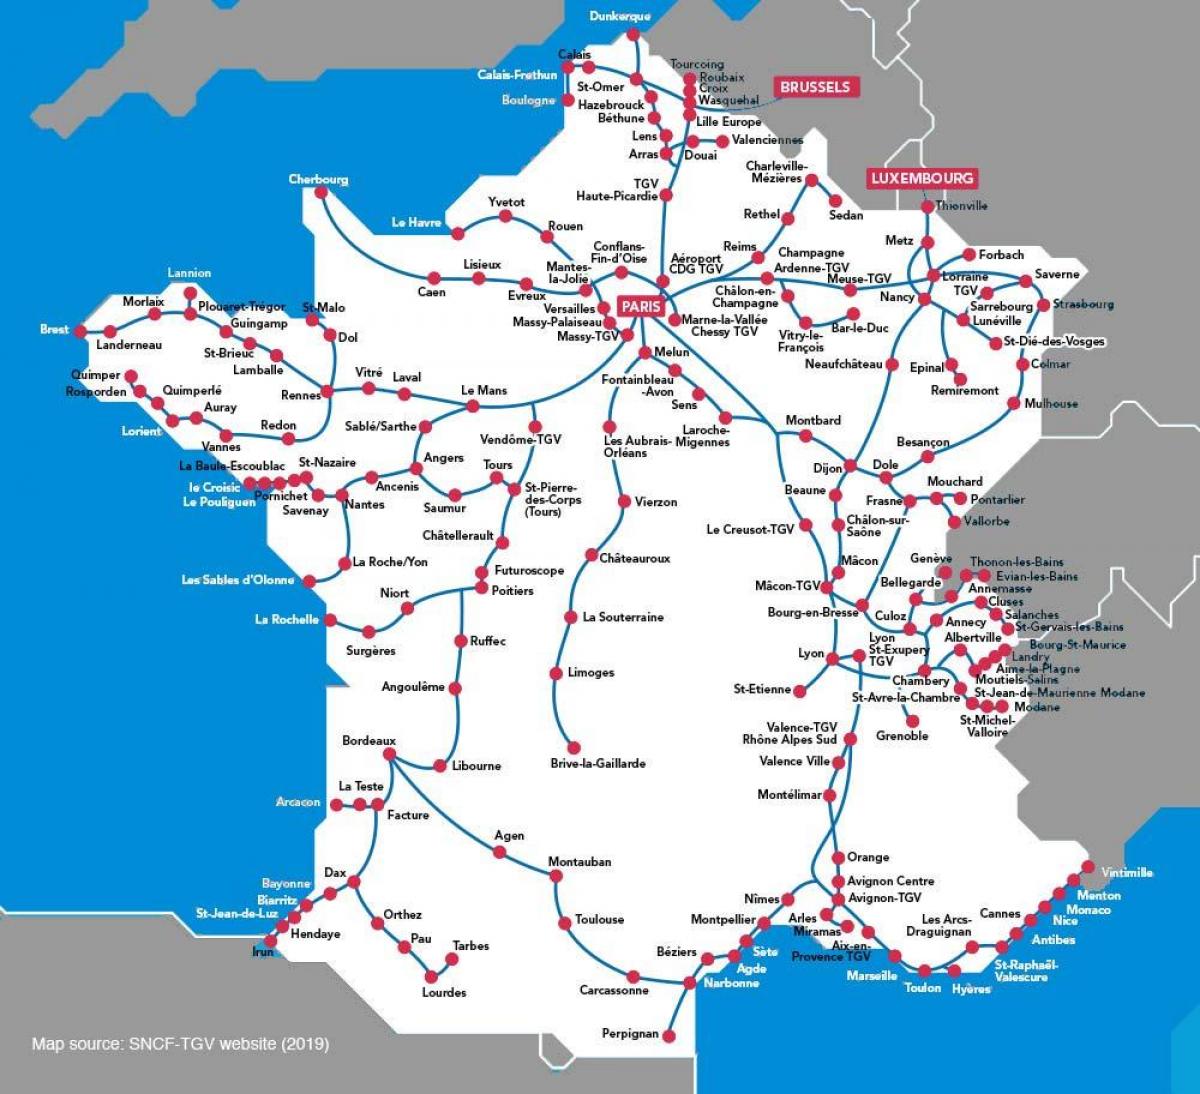 Dunkerque
Calais
Calais-Frethun
Boulogne
St-Omer
Hazebrouck
Béthune
Lens
Arras
Tourcoing
Roubaix
Croix
Wasquehal
BRUSSELS
Lille Europe
Valenciennes
Douai
TGV
Haute-Picardie
Charleville-
Mézières
Sedan
Rethel
Reims
LUXEMBOURG
Thionville
Metz
Forbach
Cherbourg
Le Havre
Yvetot
Rouen
Conflans-
Fin-d'Oise
Aéroport
CDG TGV
Champagne
Ardenne-TGV
Meuse-TGV
Lorraine
TGV
Saverne
Sarrebourg
Strasbourg
Nancy
Lunéville
St-Dié-des-Vosges
Châlon-en-
Champagne
Vitry-le-
François
Bar-le-Duc
Caen
Lisieux
Evreux
Mantes-
la-Jolie
Versailles
Massy-Palaiseau
Massy-TGV
PARIS
Marne-la-Vallée
Chessy TGV
Lannion
Morlaix
Plouaret-Trégor
Guingamp
St-Malo
Dol
Brest
Landerneau
St-Brieuc
Lamballe
Quimper
Rosporden
Quimperlé
Auray
Lorient
Vannes
Redon
Rennes
Vitré
Laval
Le Mans
Melun
Fontainbleau
-Avon
Sens
Laroche-
Migennes
Montbard
Neufchâteau
Epinal
Remiremont
Colmar
Mulhouse
Besançon
Dijon
Dole
Mouchard
Frasne
Pontarlier
Vallorbe
Sablé/Sarthe
Vendôme-TGV
Les Aubrais-
Orléans
La Baule-Escoublac
St-Nazaire
le Croisic
Le Pouliguen
Pornichet
Savenay
Nantes
Ancenis
Angers
Saumur
Tours
St-Pierre-
des-Corps
(Tours)
Vierzon
Beaune
Châlon-sur-
Saône
Le Creusot-TGV
Châtellerault
Futuroscope
Poitiers
Châteauroux
La Roche/Yon
Les Sables d'Olonne
La Rochelle
Niort
Surgères
Ruffec
Angoulême
La Souterraine
Limoges
Brive-la-Gaillarde
Mâcon
Mâcon-TGV
Bourg-en-Bresse
Genève
Bellegarde
Thonon-les-Bains
Evian-les-Bains
Annemasse
Cluses
Salanches
St-Gervais-les-Bains
Culoz
Annecy
Albertville
Bourg-St-Maurice
Landry
Aime-la-Plagne
Moutiels-Salins
Lyon
Lyon
St-Exupery
TGV
Chambery
St-Avre-la-Chambre
St-Jean-de-Maurienne Modane
Modane
St-Michel-
Valloire
St-Etienne
Grenoble
Valence-TGV
Rhône Alpes Sud
Valence Ville
Montélimar
Bordeaux
Libourne
La Teste
Arcacon
Facture
Agen
Montauban
Toulouse
Carcassonne
Dax
Bayonne
Biarritz
St-Jean-de-Luz
Hendaye
Irun
Orthez
Pau
Tarbes
Lourdes
Orange
Avignon Centre
Avignon-TGV
Nîmes
Montpellier
Arles
Miramas
Aix-en-
Provence TGV
Béziers
Sète
Agde
Narbonne
Perpignan
Marseille
Toulon
Hyères
Les Arcs-
Draguignan
St-Raphaël-
Valescure
Cannes
Antibes
Nice
Monaco
Menton
Vintimille
Map source: SNCF-TGV website (2019)